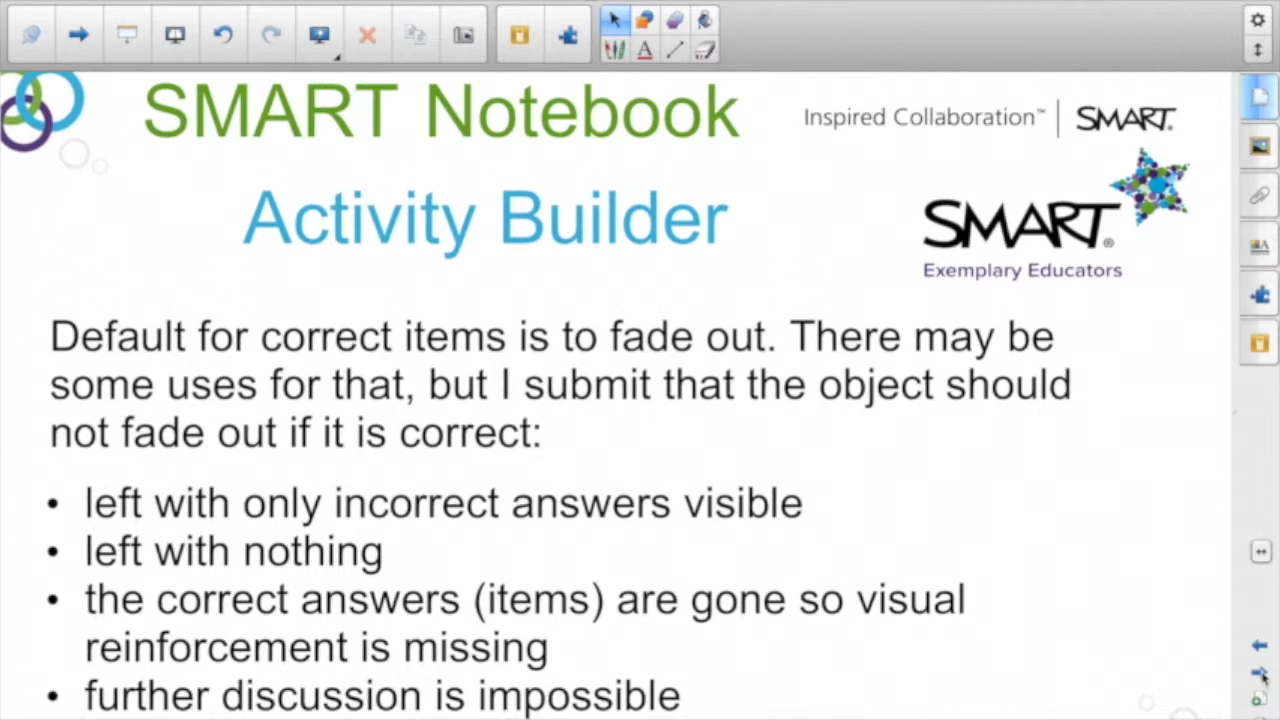 SMART Notebook
Inspired Collaboration™ SMART
Activity Builder
SMART®
Exemplary Educators
Default for correct items is to fade out. There may be
some uses for that, but I submit that the object should
not fade out if it is correct:
• left with only incorrect answers visible
• left with nothing
• the correct answers (items) are gone so visual
reinforcement is missing
• further discussion is impossible